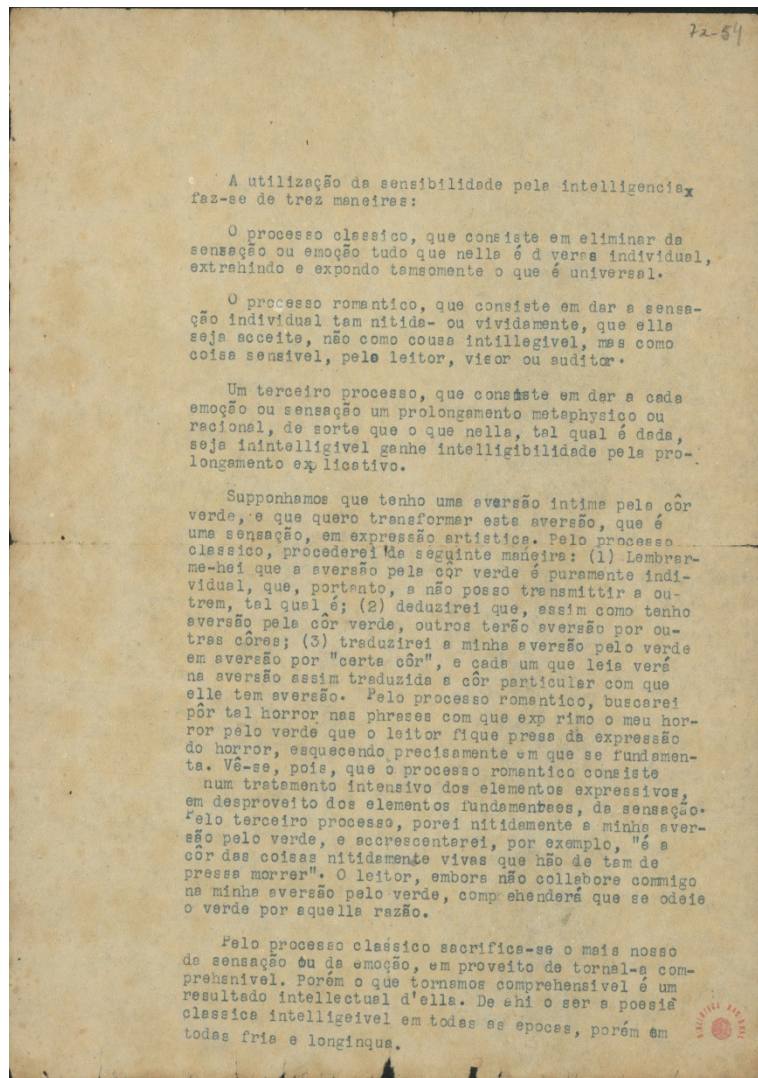 72-54
A utilização da sensibilidade pela intelligencia
faz-se de trez maneiras:
O processo classico, que consiste em eliminar da
sensação ou emoção tudo que nella é d veras individual,
extrahindo e expondo tamsomente o que é universal.
O processo romantico, que consiste em dar a sensa-
ção individual tam nitida- ou vividamente, que ella
seja acceite, não como cousa intillegivel, mas como
coisa sensivel, pelo leitor, visor ou auditor.
Um terceiro processo, que consiste em dar a cada
emoção ou sensação um prolongamento metaphysico ou
racional, de sorte que o que nella, tal qual é dada,
seja inintelligivel ganhe intelligibilidade pela pro-
longamento explicativo.
Supponhamos que tenho uma aversão intima pela côr
verde, e que quero transformar esta aversão, que é
uma sensação, em expressão artistica. Pelo processo
classico, procederei da seguinte maneira: (1) Lembrar-
me-hei que a aversão pela côr verde é puramente indi-
vidual, que, portanto, a não posso transmittir a ou-
trem, tal qual é; (2) deduzirei que, assim como tenho
aversão pela côr verde, outros terão aversão por ou-
tras côres; (3) traduzirei a minha aversão pelo verde
em aversão por "certa côr", e cada um que leia verá
na aversão assim traduzida a côr particular com que
elle tem aversão. Pelo processo romantico, buscarei
pôr tal horror nas phrases com que exp rimo o meu hor-
ror pelo verde que o leitor fique presa da expressão
do horror, esquecendo precisamente em que se fundamen-
ta. Vê-se, pois, que o processo romantico consiste
num tratamento intensivo dos elementos expressivos,
em desproveito dos elementos fundamentaes, da sensação.
Pelo terceiro processo, porei nitidamente a minha aver-
são pelo verde, e accrescentarei, por exemplo, "é a
côr das coisas nitidamente vivas que hão de tam de
pressa morrer". O leitor, embora não collabore commigo
na minha aversão pelo verde, comp ehenderá que se odeie
o verde por aquella razão.
Pelo processo classico sacrifica-se o mais nosso
da sensação ou da emoção, em proveito de tornal-a com-
prehsnivel. Porém o que tornamos comprehensivel é um
resultado intellectual d'ella. De ahi o ser a poesia
classica intelligeivel em todas as epocas, porém em
todas fria e longinqua.